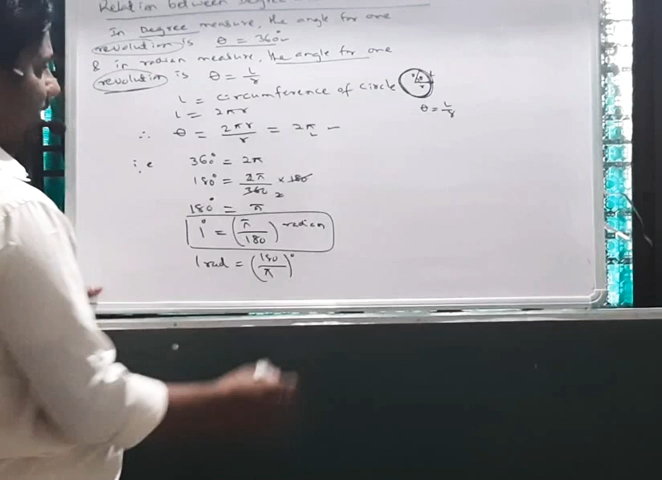 Relation between Degree
In Degree measure, the angle for one
revolution is θ = 360°
& in radian measure, the angle for one
revolution is θ = L/r
L = circumference of circle
L = 2πr
θ = L/r
∴ θ = 2πr/r = 2π
i.e 360° = 2π
180° = 2π/360 × 180
2
180° = π
1° = (π/180) radian
1 rad = (180/π)°